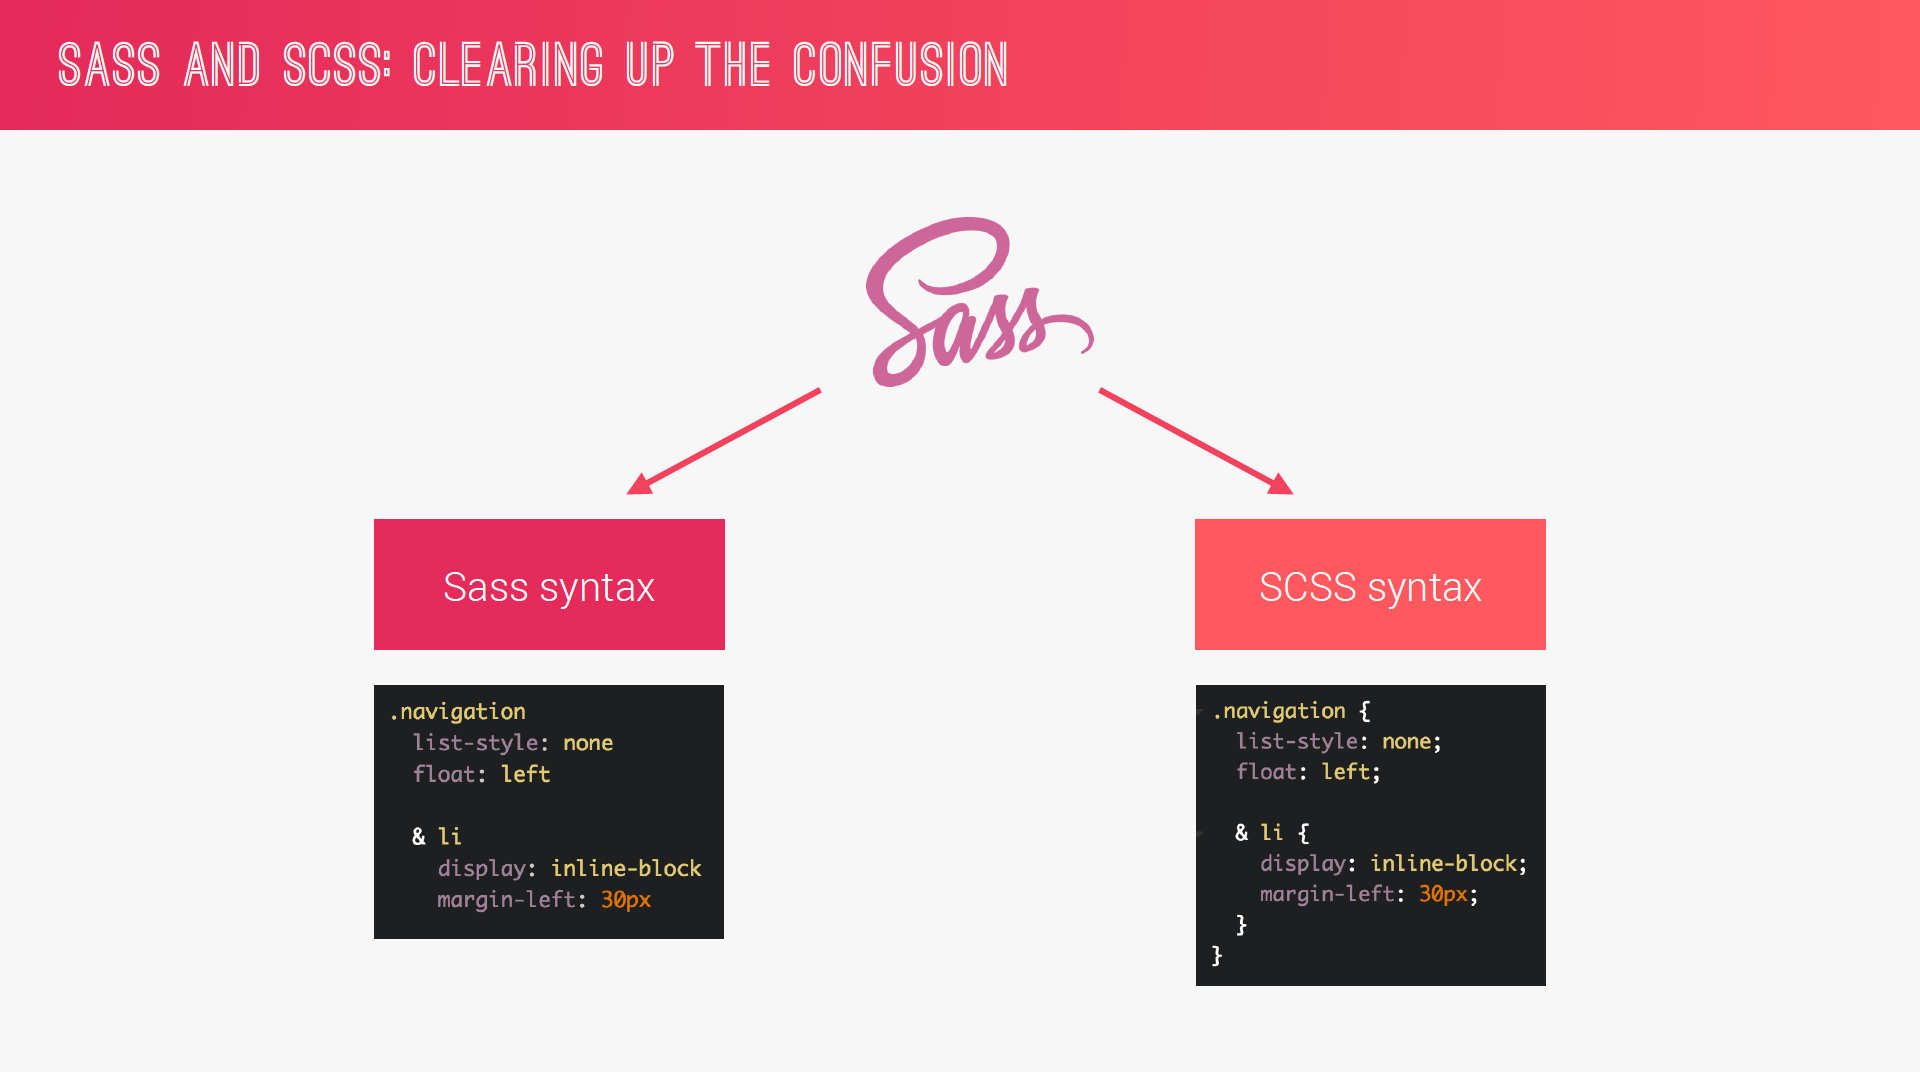 SASS AND SCSS: CLEARING UP THE CONFUSION
Sass
Sass syntax
.navigation
  list-style: none
  float: left
  & li
    display: inline-block
    margin-left: 30px
SCSS syntax
.navigation {
  list-style: none;
  float: left;
  & li {
    display: inline-block;
    margin-left: 30px;
  }
}